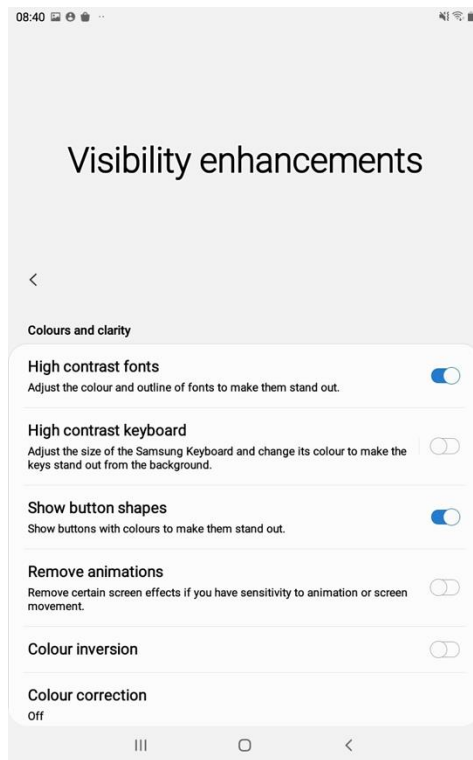 08:40
Visibility enhancements
Colours and clarity
High contrast fonts
Adjust the colour and outline of fonts to make them stand out.
High contrast keyboard
Adjust the size of the Samsung Keyboard and change its colour to make the
keys stand out from the background.
Show button shapes
Show buttons with colours to make them stand out.
Remove animations
Remove certain screen effects if you have sensitivity to animation or screen
movement.
Colour inversion
Colour correction
Off